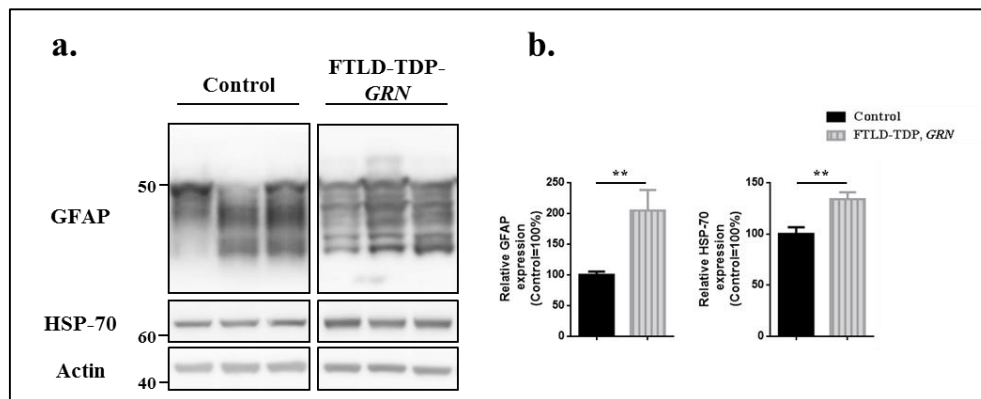 a.
Control
FTLD-TDP-
GRN
GFAP
50
HSP-70
60
Actin
40
b.
Control
FTLD-TDP, GRN
Relative GFAP
expression
(Control=100%)
250
200
150
100
50
0
**
Relative HSP-70
expression
(Control=100%)
150
100
50
0
**